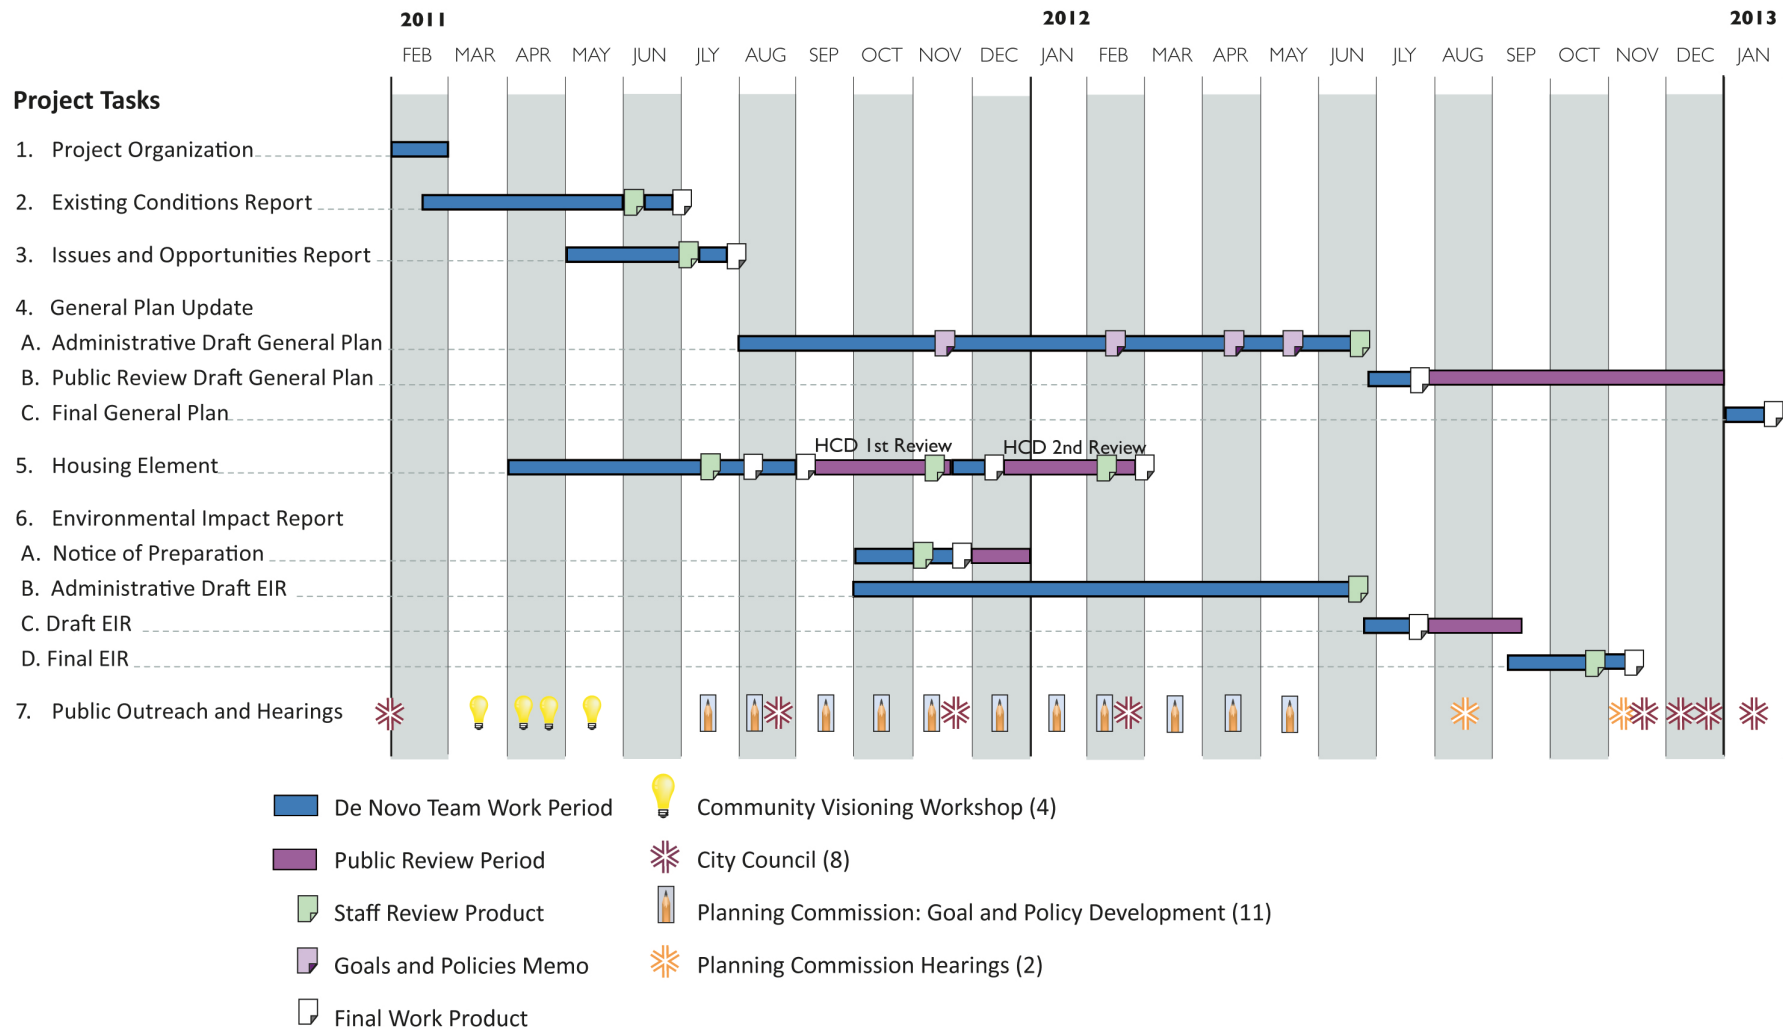 2011 2012 2013
FEB MAR APR MAY JUN JLY AUG SEP OCT NOV DEC JAN FEB MAR APR MAY JUN JLY AUG SEP OCT NOV DEC JAN
Project Tasks
1. Project Organization
2. Existing Conditions Report
3. Issues and Opportunities Report
4. General Plan Update
A. Administrative Draft General Plan
B. Public Review Draft General Plan
C. Final General Plan
HCD 1st Review HCD 2nd Review
5. Housing Element
6. Environmental Impact Report
A. Notice of Preparation
B. Administrative Draft EIR
C. Draft EIR
D. Final EIR
7. Public Outreach and Hearings
De Novo Team Work Period
Public Review Period
Staff Review Product
Goals and Policies Memo
Final Work Product
Community Visioning Workshop (4)
City Council (8)
Planning Commission: Goal and Policy Development (11)
Planning Commission Hearings (2)